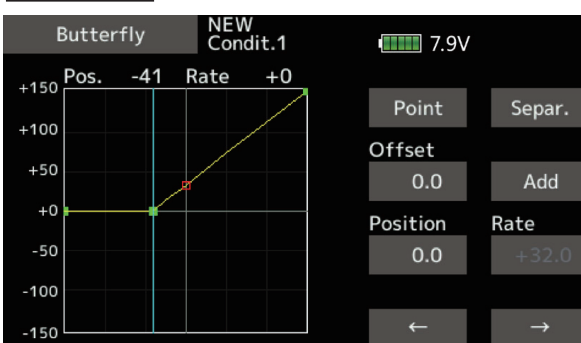 Butterfly
NEW
Condit.1
7.9V
Pos. -41 Rate +0
+150
+100
+50
+0
-50
-100
-150
Point Separ.
Offset
0.0 Add
Position Rate
0.0 +32.0
← →